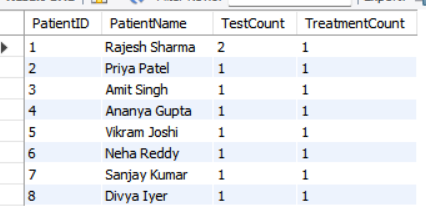 PatientID PatientName TestCount TreatmentCount
1 Rajesh Sharma 2 1
2 Priya Patel 1 1
3 Amit Singh 1 1
4 Ananya Gupta 1 1
5 Vikram Joshi 1 1
6 Neha Reddy 1 1
7 Sanjay Kumar 1 1
8 Divya Iyer 1 1